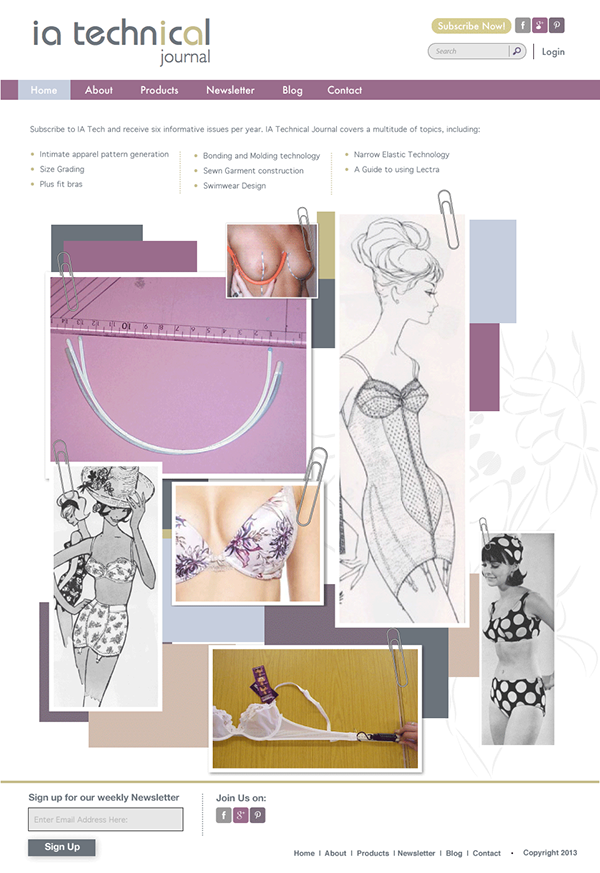 ia technical
journal
Subscribe Now!
Search
Login
Home About Products Newsletter Blog Contact
Subscribe to IA Tech and receive six informative issues per year. IA Technical Journal covers a multitude of topics, including:
Intimate apparel pattern generation
Size Grading
Plus fit bras
Bonding and Molding technology
Sewn Garment construction
Swimwear Design
Narrow Elastic Technology
A Guide to using Lectra
Sign up for our weekly Newsletter
Enter Email Address Here:
Sign Up
Join Us on:
Home | About | Products | Newsletter | Blog | Contact • Copyright 2013